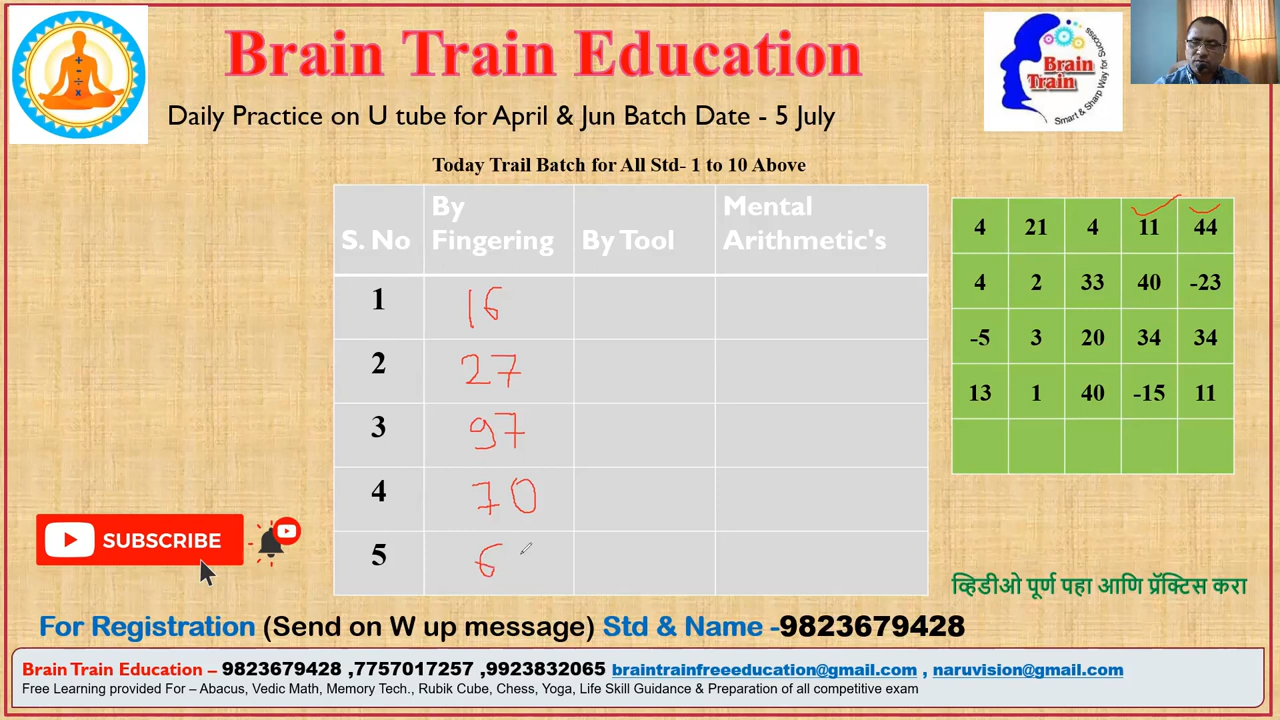 Brain Train Education
Daily Practice on U tube for April & Jun Batch Date - 5 July
Brain
Train
Smart & Sharp Way for Success
Today Trail Batch for All Std- 1 to 10 Above
S. No By Fingering By Tool Mental Arithmetic's
1 16
2 27
3 97
4 70
5 6
4 21 4 11 44
4 2 33 40 -23
-5 3 20 34 34
13 1 40 -15 11
SUBSCRIBE
व्हिडीओ पूर्ण पहा आणि प्रॅक्टिस करा
For Registration (Send on W up message) Std & Name -9823679428
Brain Train Education – 9823679428 ,7757017257 ,9923832065 braintrainfreeeducation@gmail.com , naruvision@gmail.com
Free Learning provided For – Abacus, Vedic Math, Memory Tech., Rubik Cube, Chess, Yoga, Life Skill Guidance & Preparation of all competitive exam